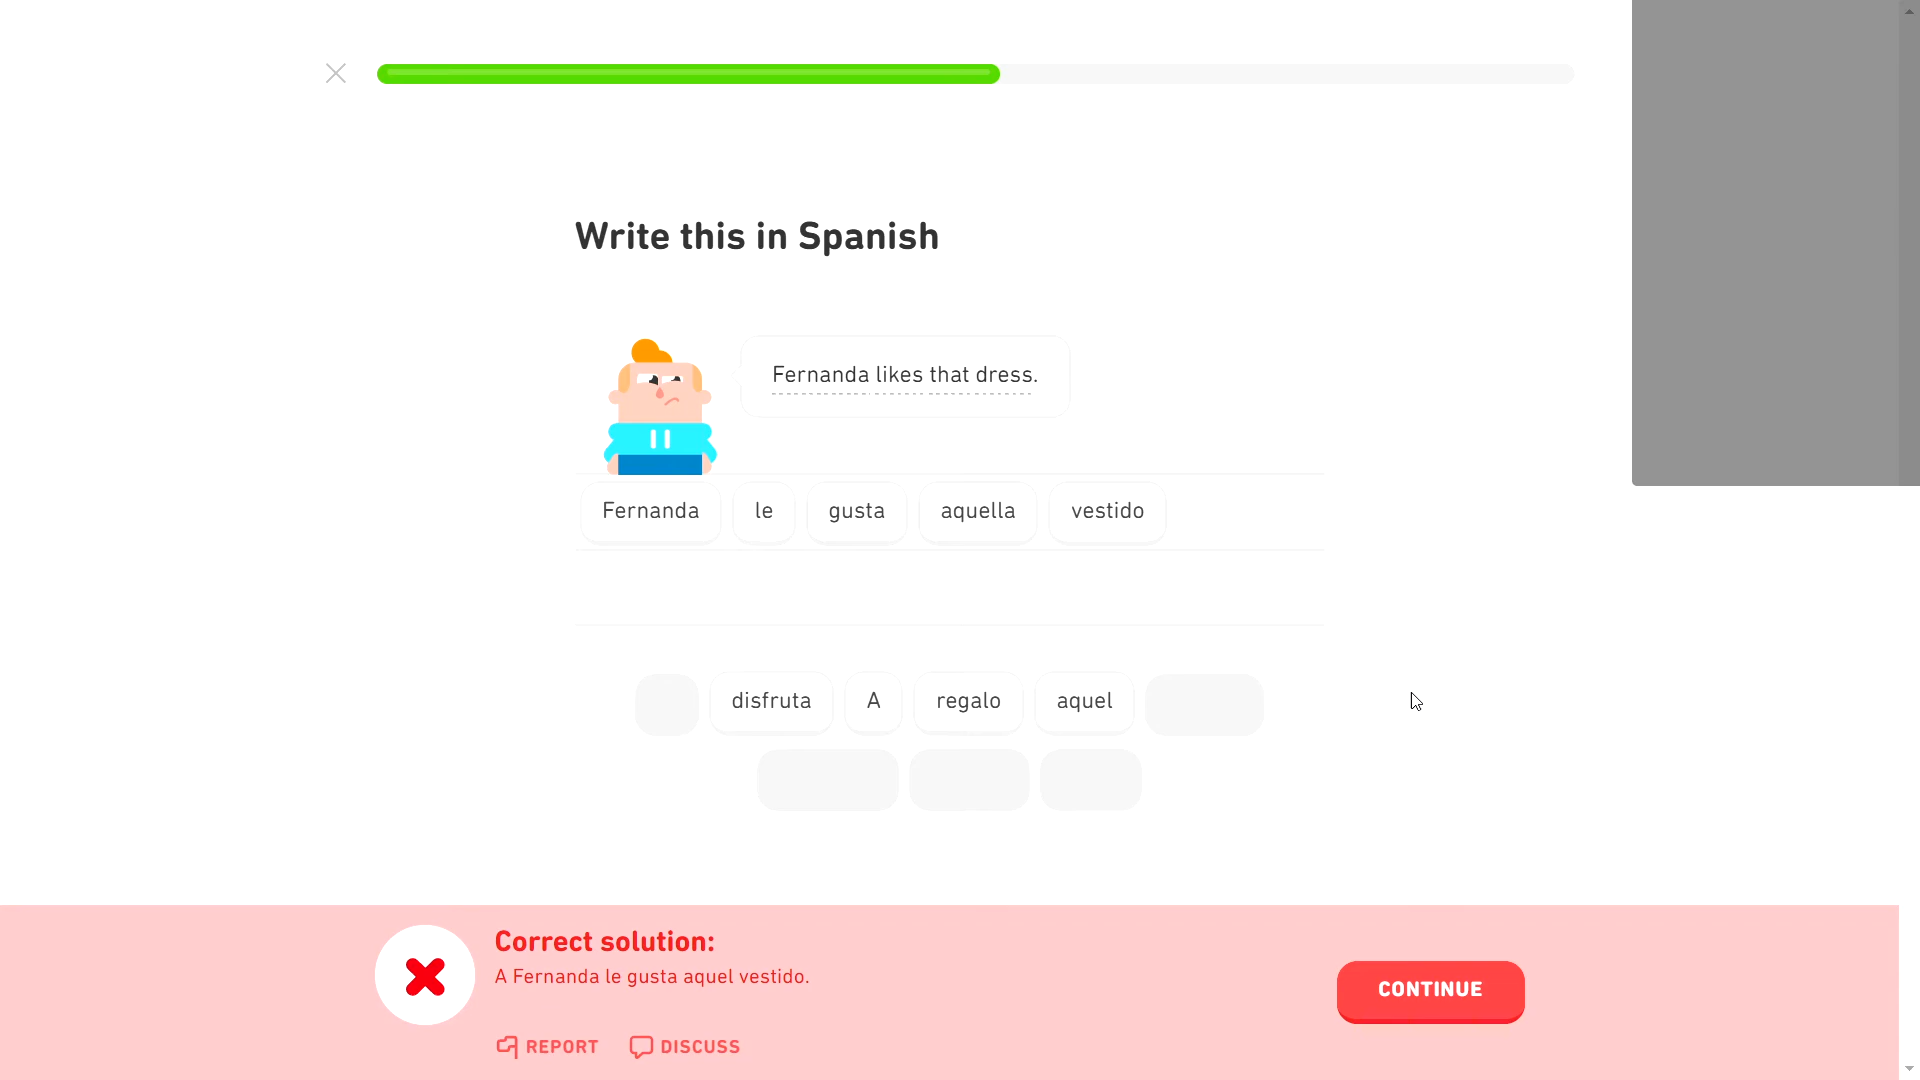 Write this in Spanish
Fernanda likes that dress.
Fernanda le gusta aquella vestido
disfruta A regalo aquel
Correct solution:
A Fernanda le gusta aquel vestido.
CONTINUE
REPORT DISCUSS